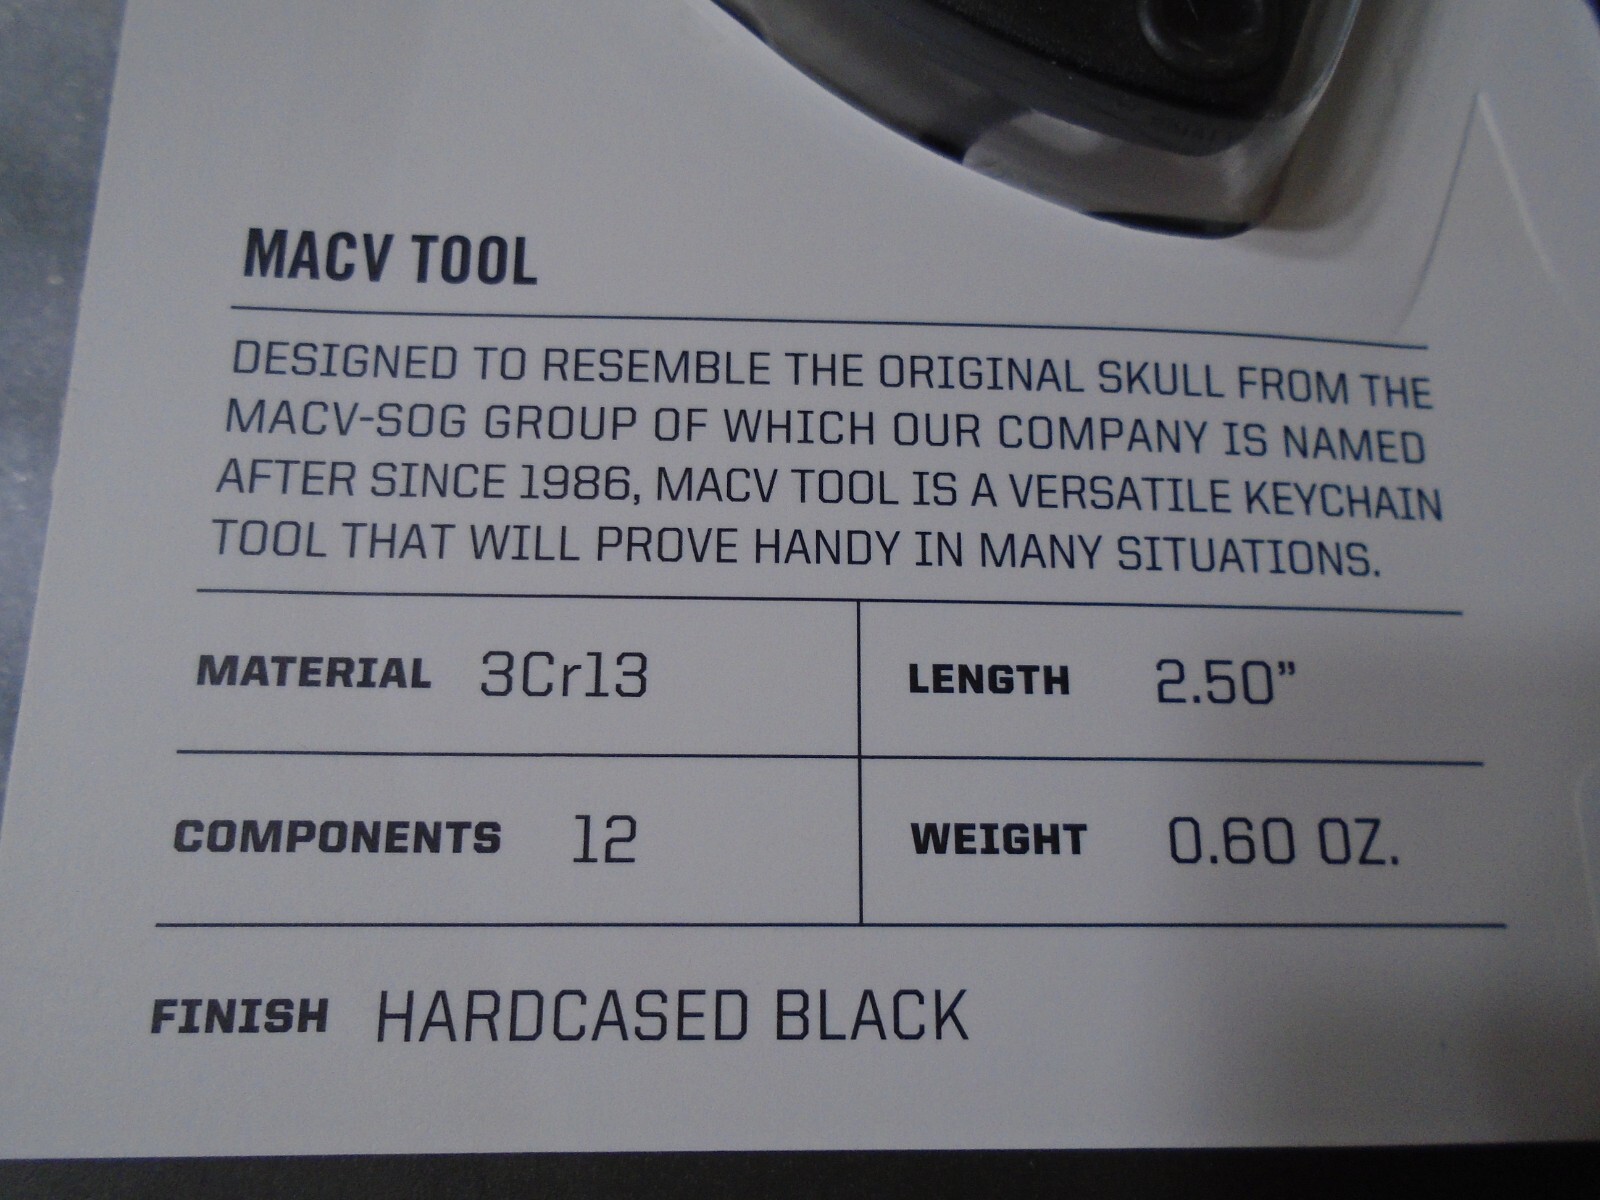 MACV TOOL
DESIGNED TO RESEMBLE THE ORIGINAL SKULL FROM THE
MACV-SOG GROUP OF WHICH OUR COMPANY IS NAMED
AFTER SINCE 1986, MACV TOOL IS A VERSATILE KEYCHAIN
TOOL THAT WILL PROVE HANDY IN MANY SITUATIONS.
MATERIAL 3Cr13
LENGTH 2.50”
COMPONENTS 12
WEIGHT 0.60 OZ.
FINISH HARDCASED BLACK